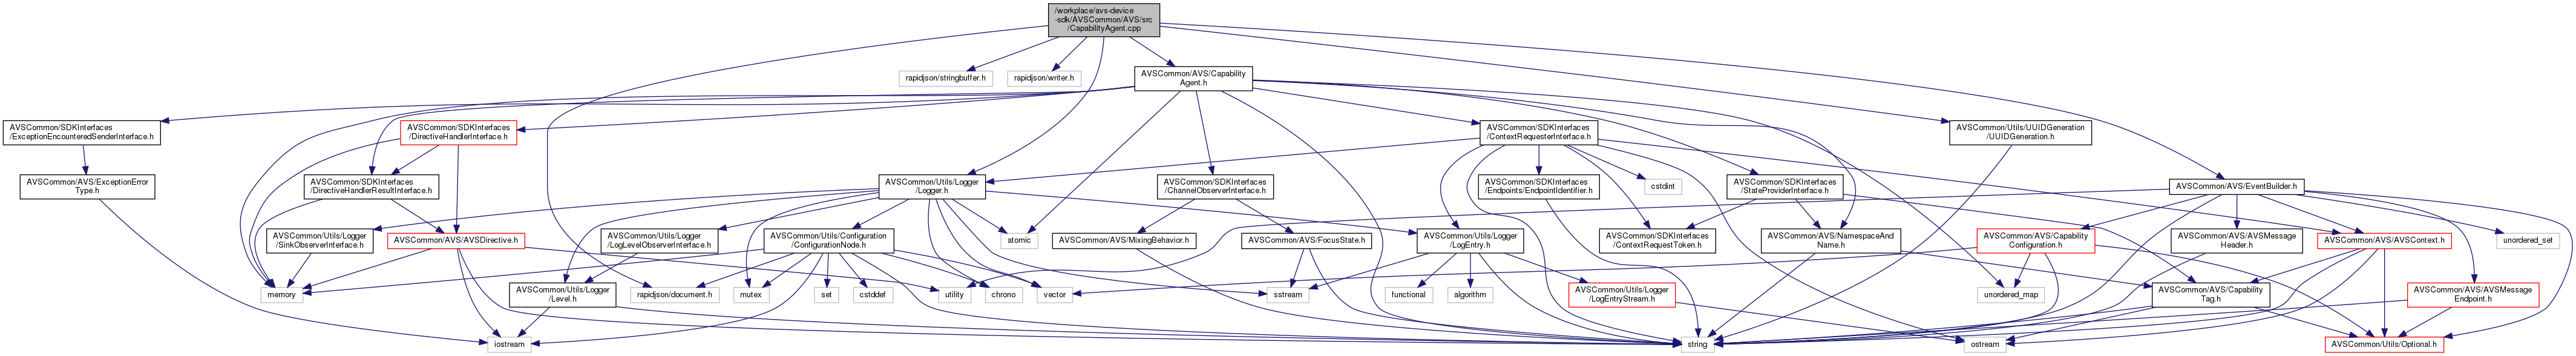 /workplace/avs-device
-sdk/AVSCommon/AVS/src
/CapabilityAgent.cpp
rapidjson/stringbuffer.h
rapidjson/writer.h
AVSCommon/AVS/Capability
Agent.h
AVSCommon/SDKInterfaces
/ExceptionEncounteredSenderInterface.h
AVSCommon/SDKInterfaces
/DirectiveHandlerInterface.h
AVSCommon/SDKInterfaces
/ContextRequesterInterface.h
AVSCommon/Utils/UUIDGeneration
/UUIDGeneration.h
AVSCommon/AVS/ExceptionError
Type.h
AVSCommon/SDKInterfaces
/DirectiveHandlerResultInterface.h
AVSCommon/Utils/Logger
/Logger.h
AVSCommon/SDKInterfaces
/ChannelObserverInterface.h
AVSCommon/SDKInterfaces
/Endpoints/EndpointIdentifier.h
cstdint
AVSCommon/SDKInterfaces
/StateProviderInterface.h
AVSCommon/AVS/EventBuilder.h
AVSCommon/Utils/Logger
/SinkObserverInterface.h
AVSCommon/AVS/AVSDirective.h
AVSCommon/Utils/Logger
/LogLevelObserverInterface.h
AVSCommon/Utils/Configuration
/ConfigurationNode.h
atomic
AVSCommon/AVS/MixingBehavior.h
AVSCommon/AVS/FocusState.h
AVSCommon/Utils/Logger
/LogEntry.h
AVSCommon/SDKInterfaces
/ContextRequestToken.h
AVSCommon/AVS/NamespaceAnd
Name.h
AVSCommon/AVS/Capability
Configuration.h
AVSCommon/AVS/AVSMessage
Header.h
AVSCommon/AVS/AVSContext.h
unordered_set
memory
AVSCommon/Utils/Logger
/Level.h
rapidjson/document.h
mutex
set
cstddef
utility
chrono
vector
sstream
functional
algorithm
AVSCommon/Utils/Logger
/LogEntryStream.h
unordered_map
AVSCommon/AVS/Capability
Tag.h
AVSCommon/AVS/AVSMessage
Endpoint.h
iostream
string
ostream
AVSCommon/Utils/Optional.h